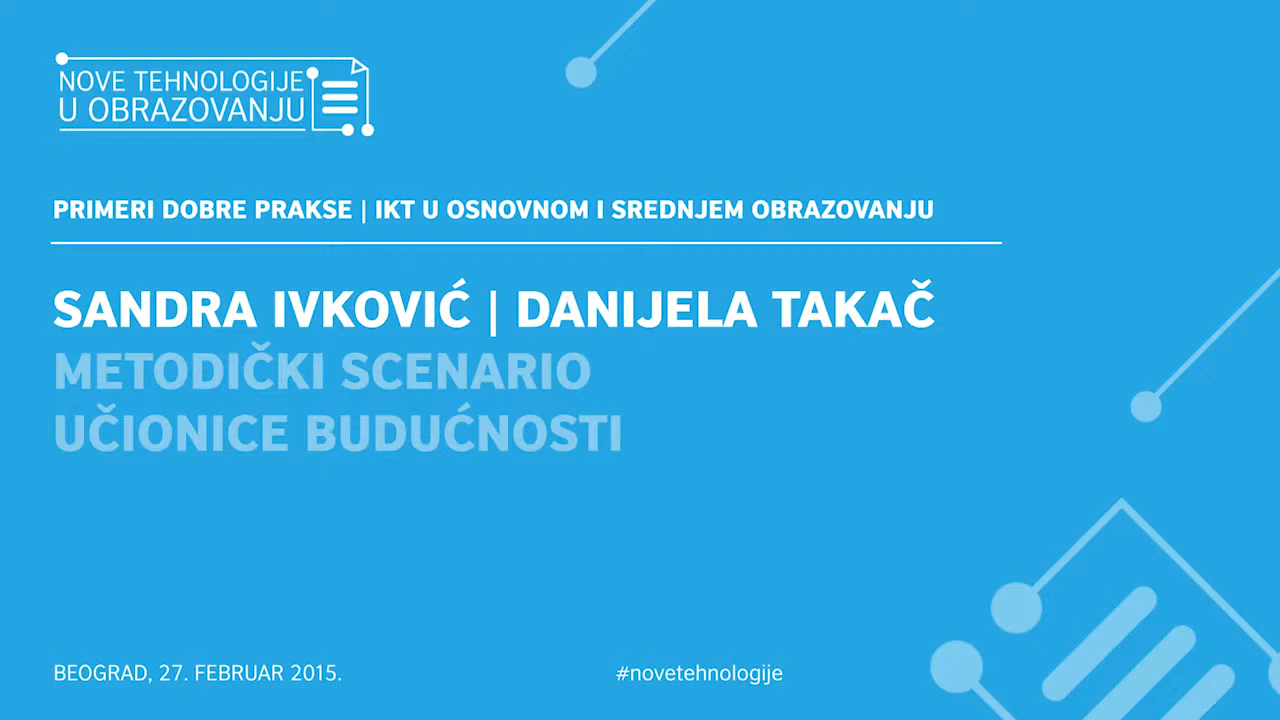 NOVE TEHNOLOGIJE
U OBRAZOVANJU
PRIMERI DOBRE PRAKSE | IKT U OSNOVNOM I SREDNJEM OBRAZOVANJU
SANDRA IVKOVIĆ | DANIJELA TAKAČ
METODIČKI SCENARIO
UČIONICE BUDUĆNOSTI
BEOGRAD, 27. FEBRUAR 2015.
#novetehnologije